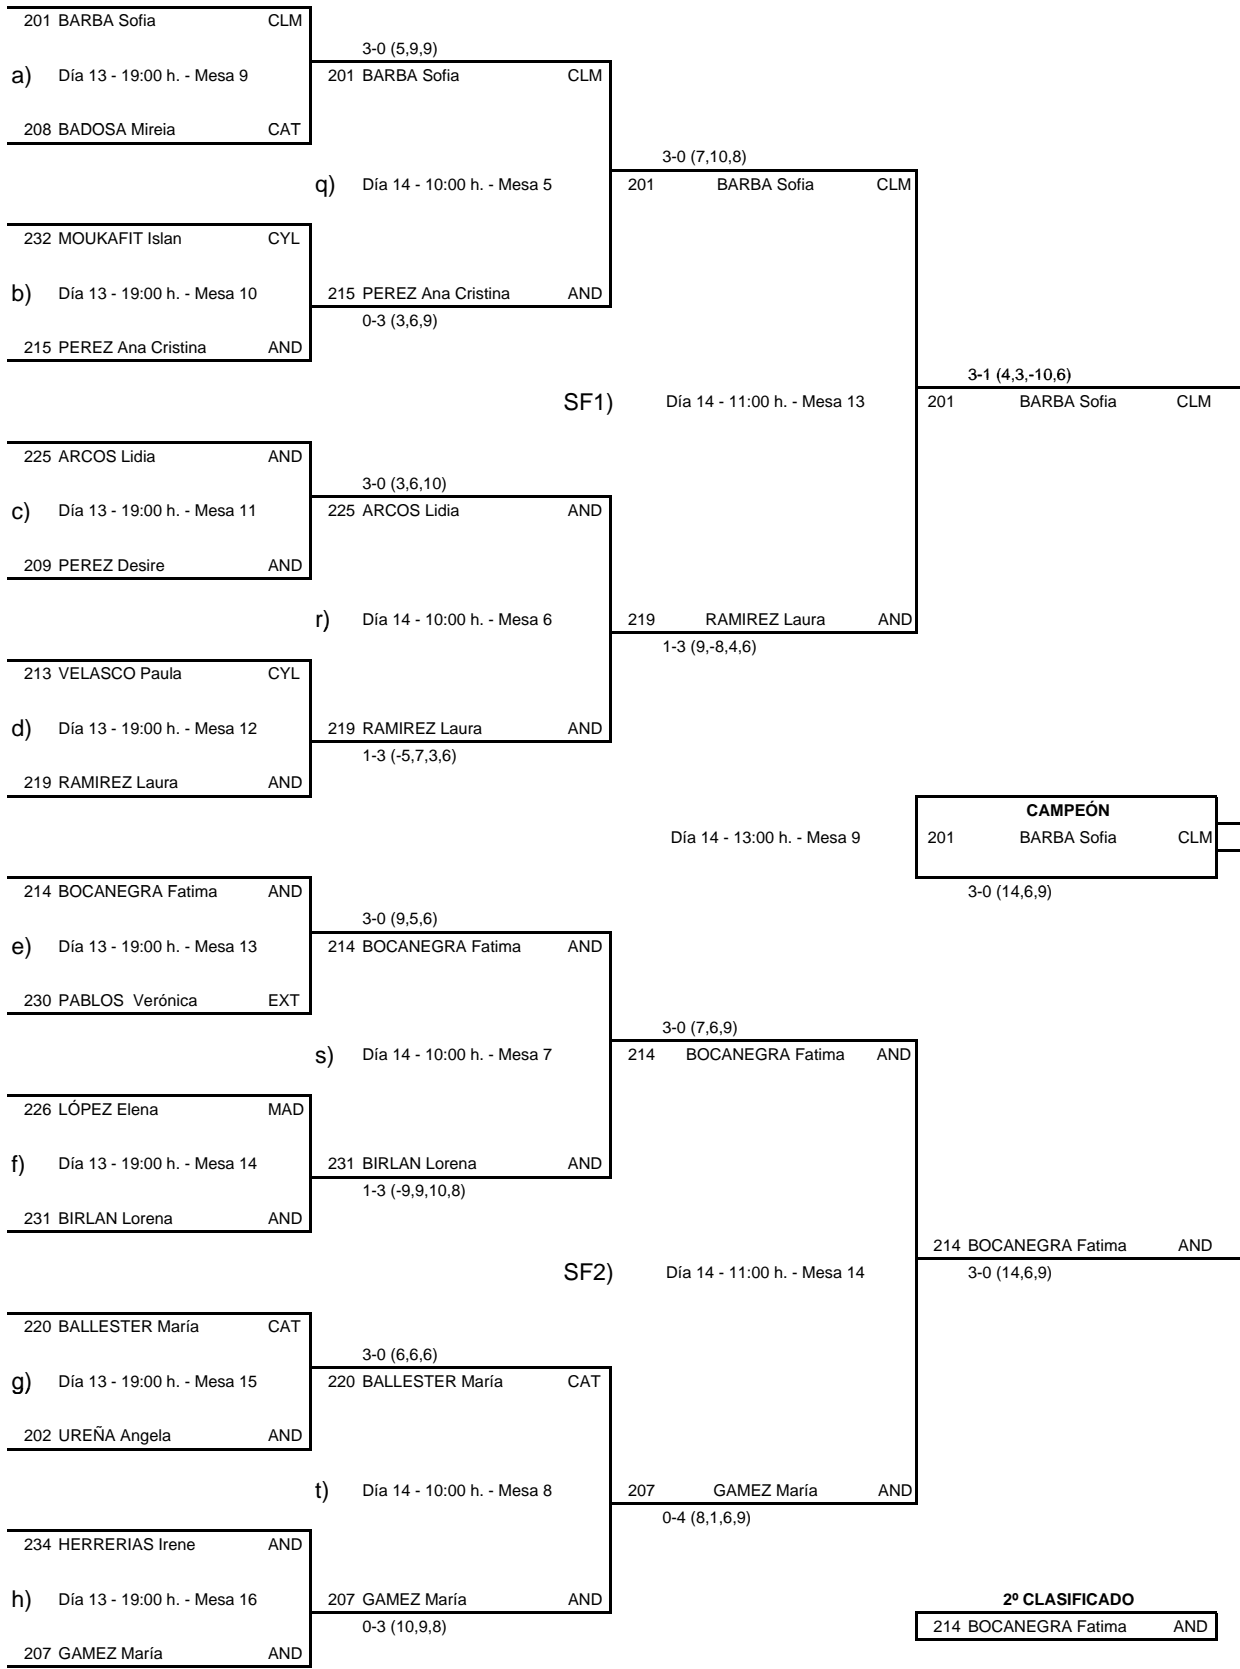 201 BARBA Sofia CLM
3-0 (5,9,9)
a) Día 13 - 19:00 h. - Mesa 9 201 BARBA Sofia CLM
208 BADOSA Mireia CAT
3-0 (7,10,8)
q) Día 14 - 10:00 h. - Mesa 5 201 BARBA Sofia CLM
232 MOUKAFIT Islan CYL
b) Día 13 - 19:00 h. - Mesa 10 215 PEREZ Ana Cristina AND
0-3 (3,6,9)
215 PEREZ Ana Cristina AND
3-1 (4,3,-10,6)
SF1) Día 14 - 11:00 h. - Mesa 13 201 BARBA Sofia CLM
225 ARCOS Lidia AND
3-0 (3,6,10)
c) Día 13 - 19:00 h. - Mesa 11 225 ARCOS Lidia AND
209 PEREZ Desire AND
r) Día 14 - 10:00 h. - Mesa 6 219 RAMIREZ Laura AND
1-3 (9,-8,4,6)
213 VELASCO Paula CYL
d) Día 13 - 19:00 h. - Mesa 12 219 RAMIREZ Laura AND
1-3 (-5,7,3,6)
219 RAMIREZ Laura AND
CAMPEÓN
Día 14 - 13:00 h. - Mesa 9 201 BARBA Sofia CLM
214 BOCANEGRA Fatima AND 3-0 (14,6,9)
3-0 (9,5,6)
e) Día 13 - 19:00 h. - Mesa 13 214 BOCANEGRA Fatima AND
230 PABLOS Verónica EXT
3-0 (7,6,9)
s) Día 14 - 10:00 h. - Mesa 7 214 BOCANEGRA Fatima AND
226 LÓPEZ Elena MAD
f) Día 13 - 19:00 h. - Mesa 14 231 BIRLAN Lorena AND
1-3 (-9,9,10,8)
231 BIRLAN Lorena AND
214 BOCANEGRA Fatima AND
SF2) Día 14 - 11:00 h. - Mesa 14 3-0 (14,6,9)
220 BALLESTER María CAT
3-0 (6,6,6)
g) Día 13 - 19:00 h. - Mesa 15 220 BALLESTER María CAT
202 UREÑA Angela AND
t) Día 14 - 10:00 h. - Mesa 8 207 GAMEZ María AND
0-4 (8,1,6,9)
234 HERRERIAS Irene AND
h) Día 13 - 19:00 h. - Mesa 16 207 GAMEZ María AND 2º CLASIFICADO
0-3 (10,9,8) 214 BOCANEGRA Fatima AND
207 GAMEZ María AND